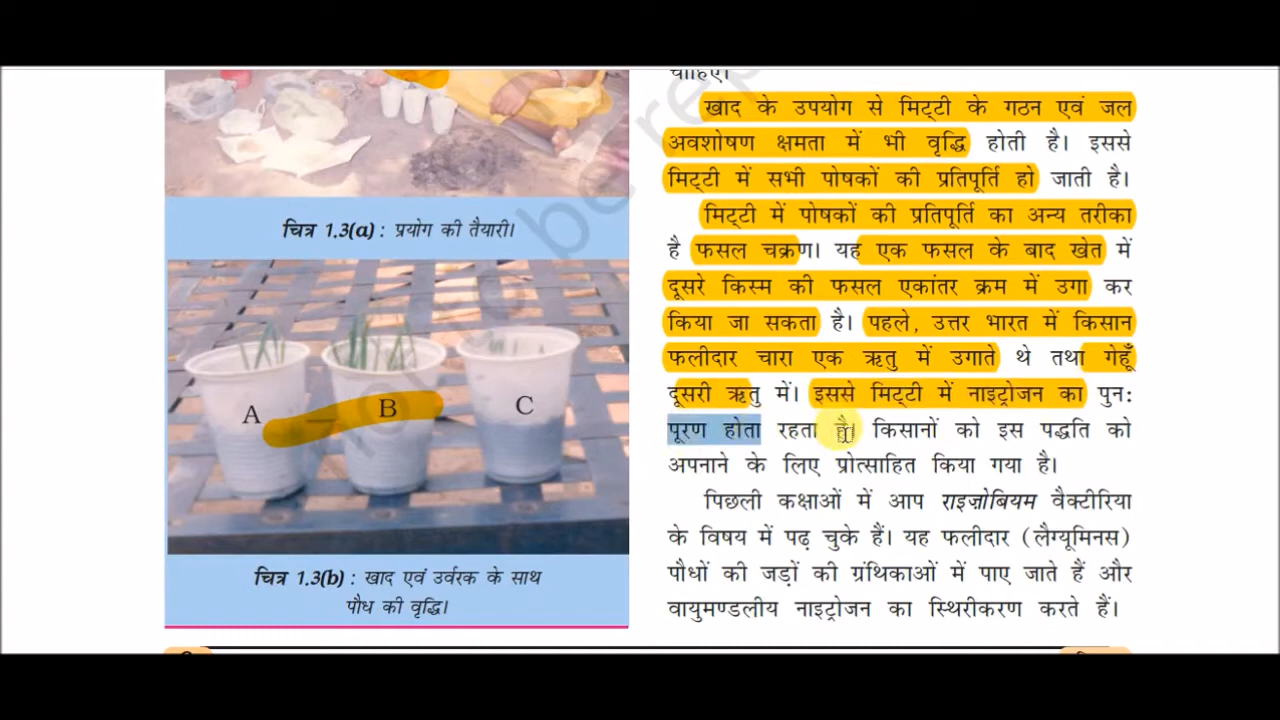 चित्र 1.3(a) : प्रयोग की तैयारी।
A
B
C
चित्र 1.3(b) : खाद एवं उर्वरक के साथ
पौध की वृद्धि।
चाहिए।
खाद के उपयोग से मिट्टी के गठन एवं जल
अवशोषण क्षमता में भी वृद्धि होती है। इससे
मिट्टी में सभी पोषकों की प्रतिपूर्ति हो जाती है।
मिट्टी में पोषकों की प्रतिपूर्ति का अन्य तरीका
है फसल चक्रण। यह एक फसल के बाद खेत में
दूसरे किस्म की फसल एकांतर क्रम में उगा कर
किया जा सकता है। पहले, उत्तर भारत में किसान
फलीदार चारा एक ऋतु में उगाते थे तथा गेहूँ
दूसरी ऋतु में। इससे मिट्टी में नाइट्रोजन का पुनः
पूरण होता रहता है। किसानों को इस पद्धति को
अपनाने के लिए प्रोत्साहित किया गया है।
पिछली कक्षाओं में आप राइज़ोबियम वैक्टीरिया
के विषय में पढ़ चुके हैं। यह फलीदार (लैग्यूमिनस)
पौधों की जड़ों की ग्रंथिकाओं में पाए जाते हैं और
वायुमण्डलीय नाइट्रोजन का स्थिरीकरण करते हैं।